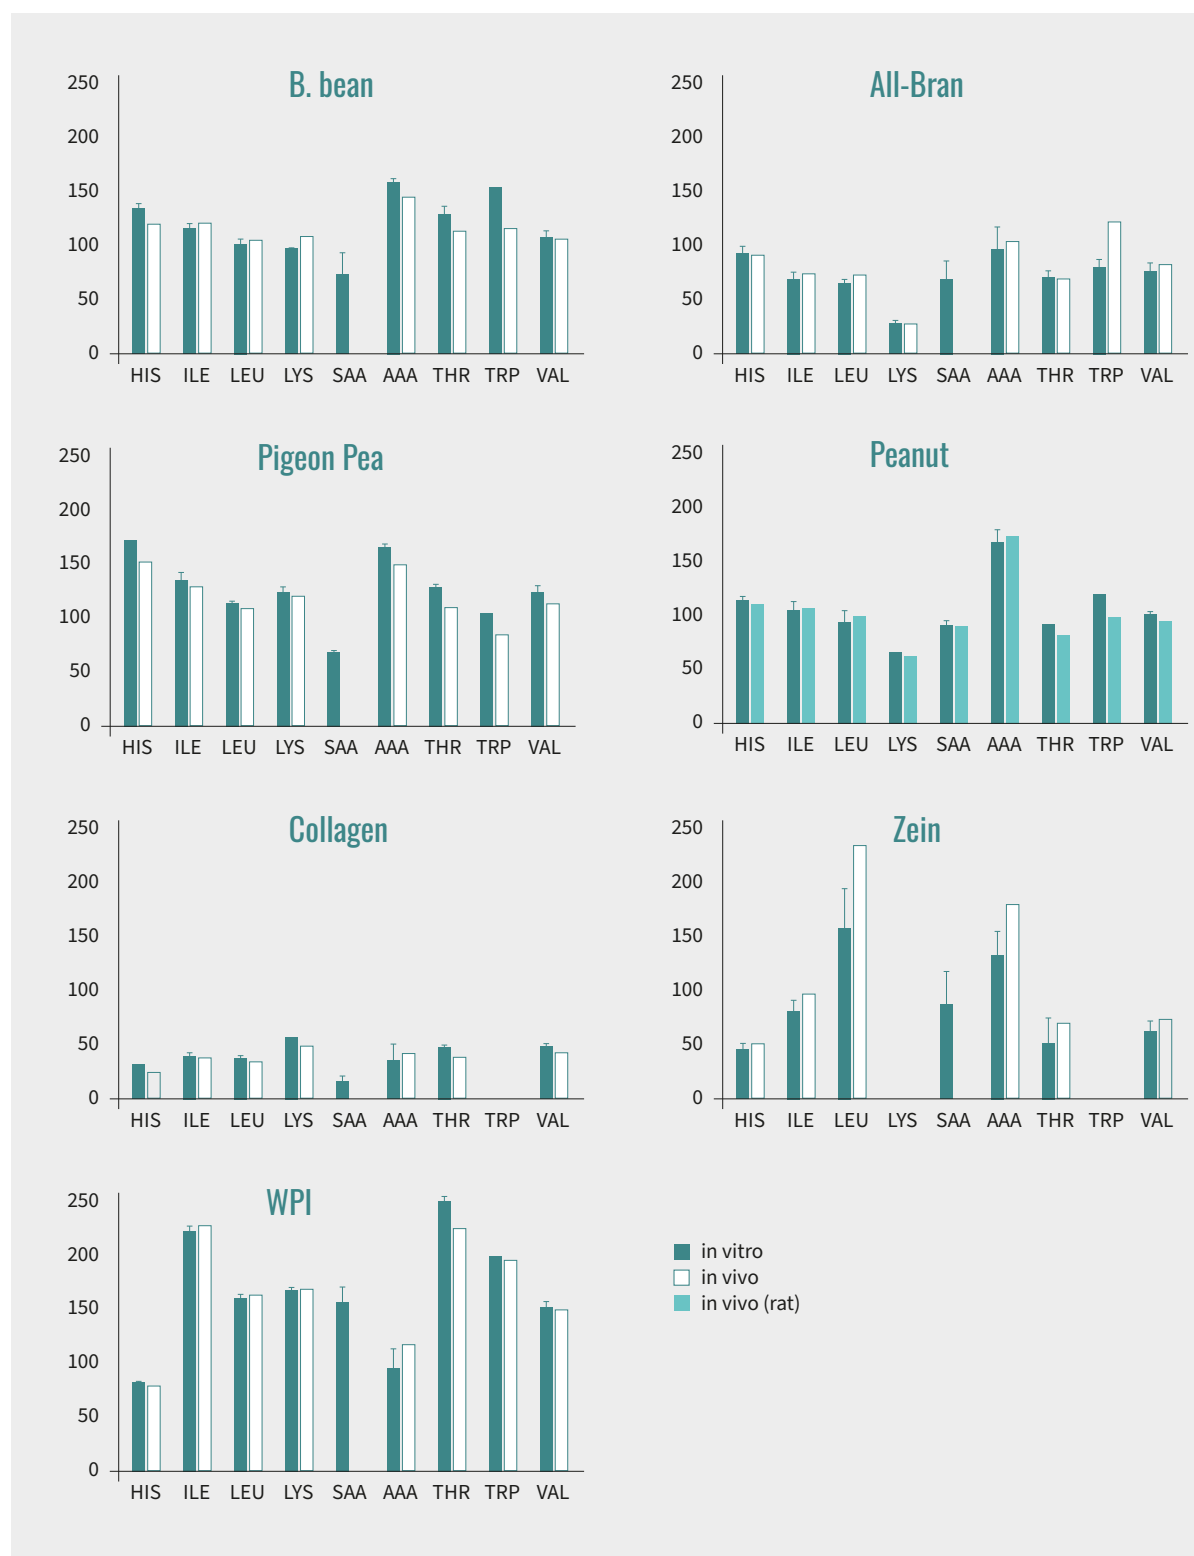 B. bean
250
200
150
100
50
0
HIS ILE LEU LYS SAA AAA THR TRP VAL
All-Bran
250
200
150
100
50
0
HIS ILE LEU LYS SAA AAA THR TRP VAL
Pigeon Pea
250
200
150
100
50
0
HIS ILE LEU LYS SAA AAA THR TRP VAL
Peanut
250
200
150
100
50
0
HIS ILE LEU LYS SAA AAA THR TRP VAL
Collagen
250
200
150
100
50
0
HIS ILE LEU LYS SAA AAA THR TRP VAL
Zein
250
200
150
100
50
0
HIS ILE LEU LYS SAA AAA THR TRP VAL
WPI
250
200
150
100
50
0
HIS ILE LEU LYS SAA AAA THR TRP VAL
in vitro
in vivo
in vivo (rat)